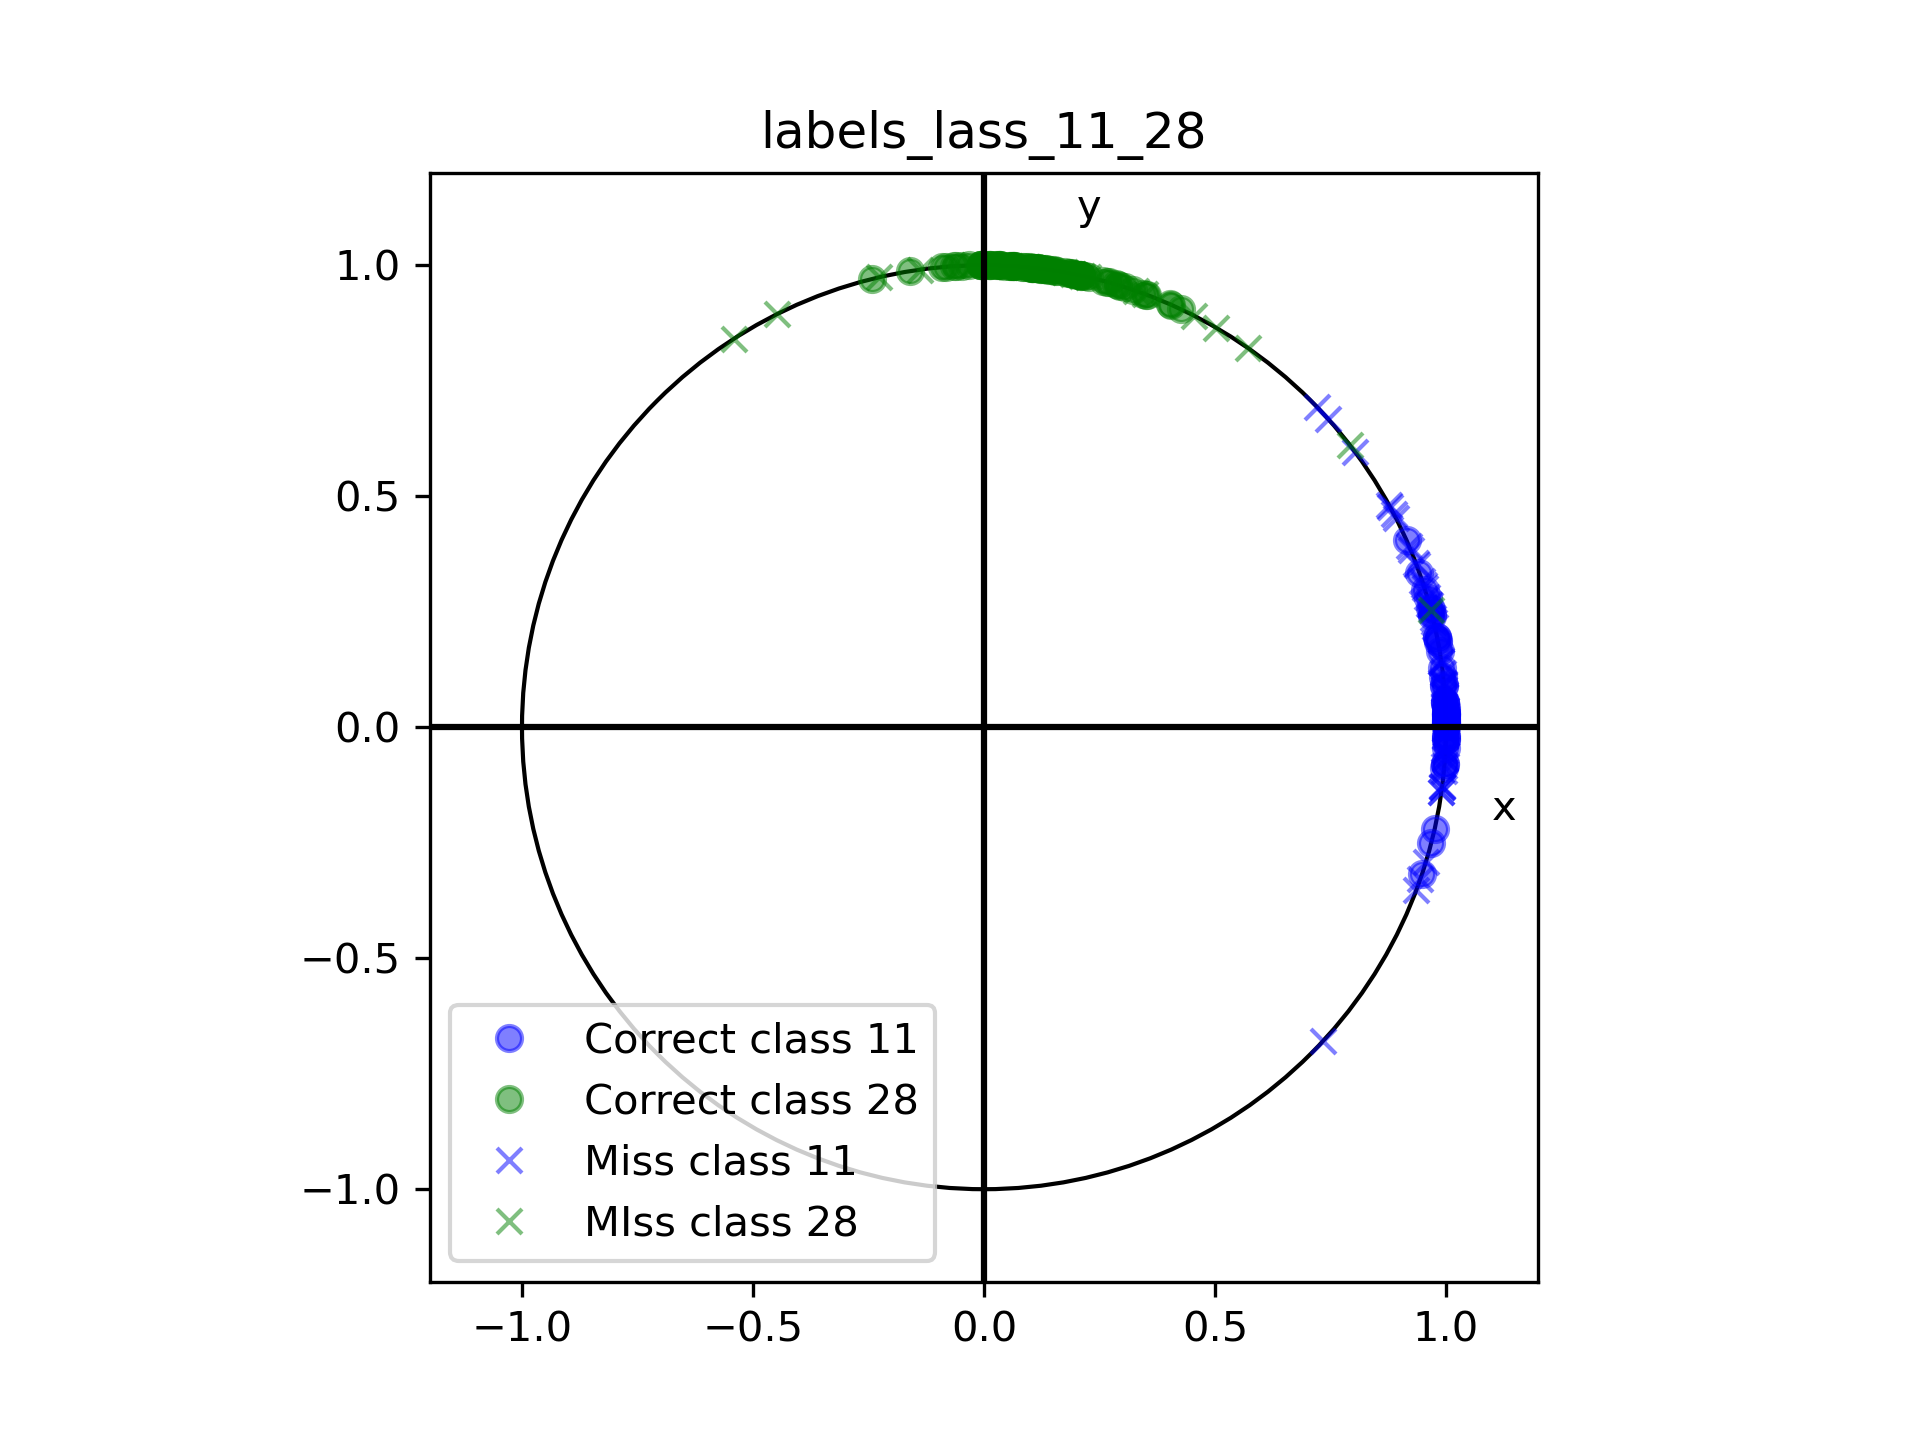 labels_lass_11_28
y
1.0
0.5
0.0
x
−0.5
−1.0
Correct class 11
Correct class 28
Miss class 11
MIss class 28
−1.0 −0.5 0.0 0.5 1.0